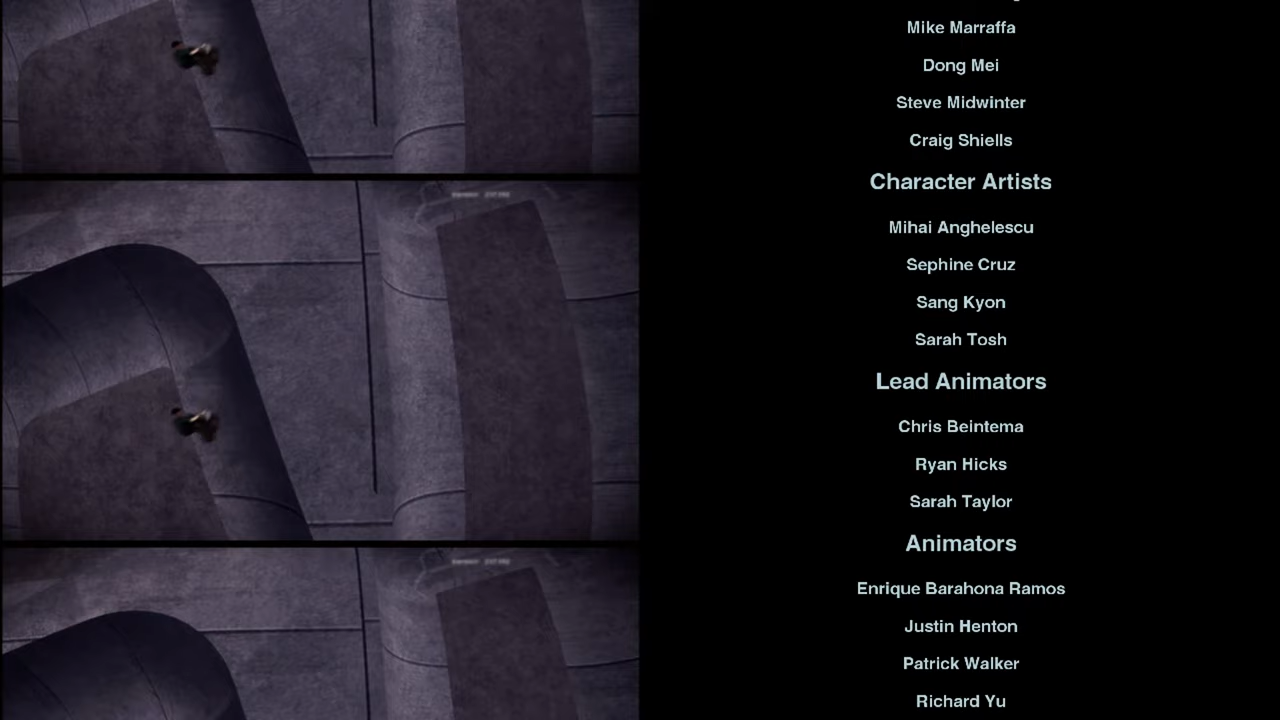 Mike Marraffa
Dong Mei
Steve Midwinter
Craig Shiells
Character Artists
Mihai Anghelescu
Sephine Cruz
Sang Kyon
Sarah Tosh
Lead Animators
Chris Beintema
Ryan Hicks
Sarah Taylor
Animators
Enrique Barahona Ramos
Justin Henton
Patrick Walker
Richard Yu